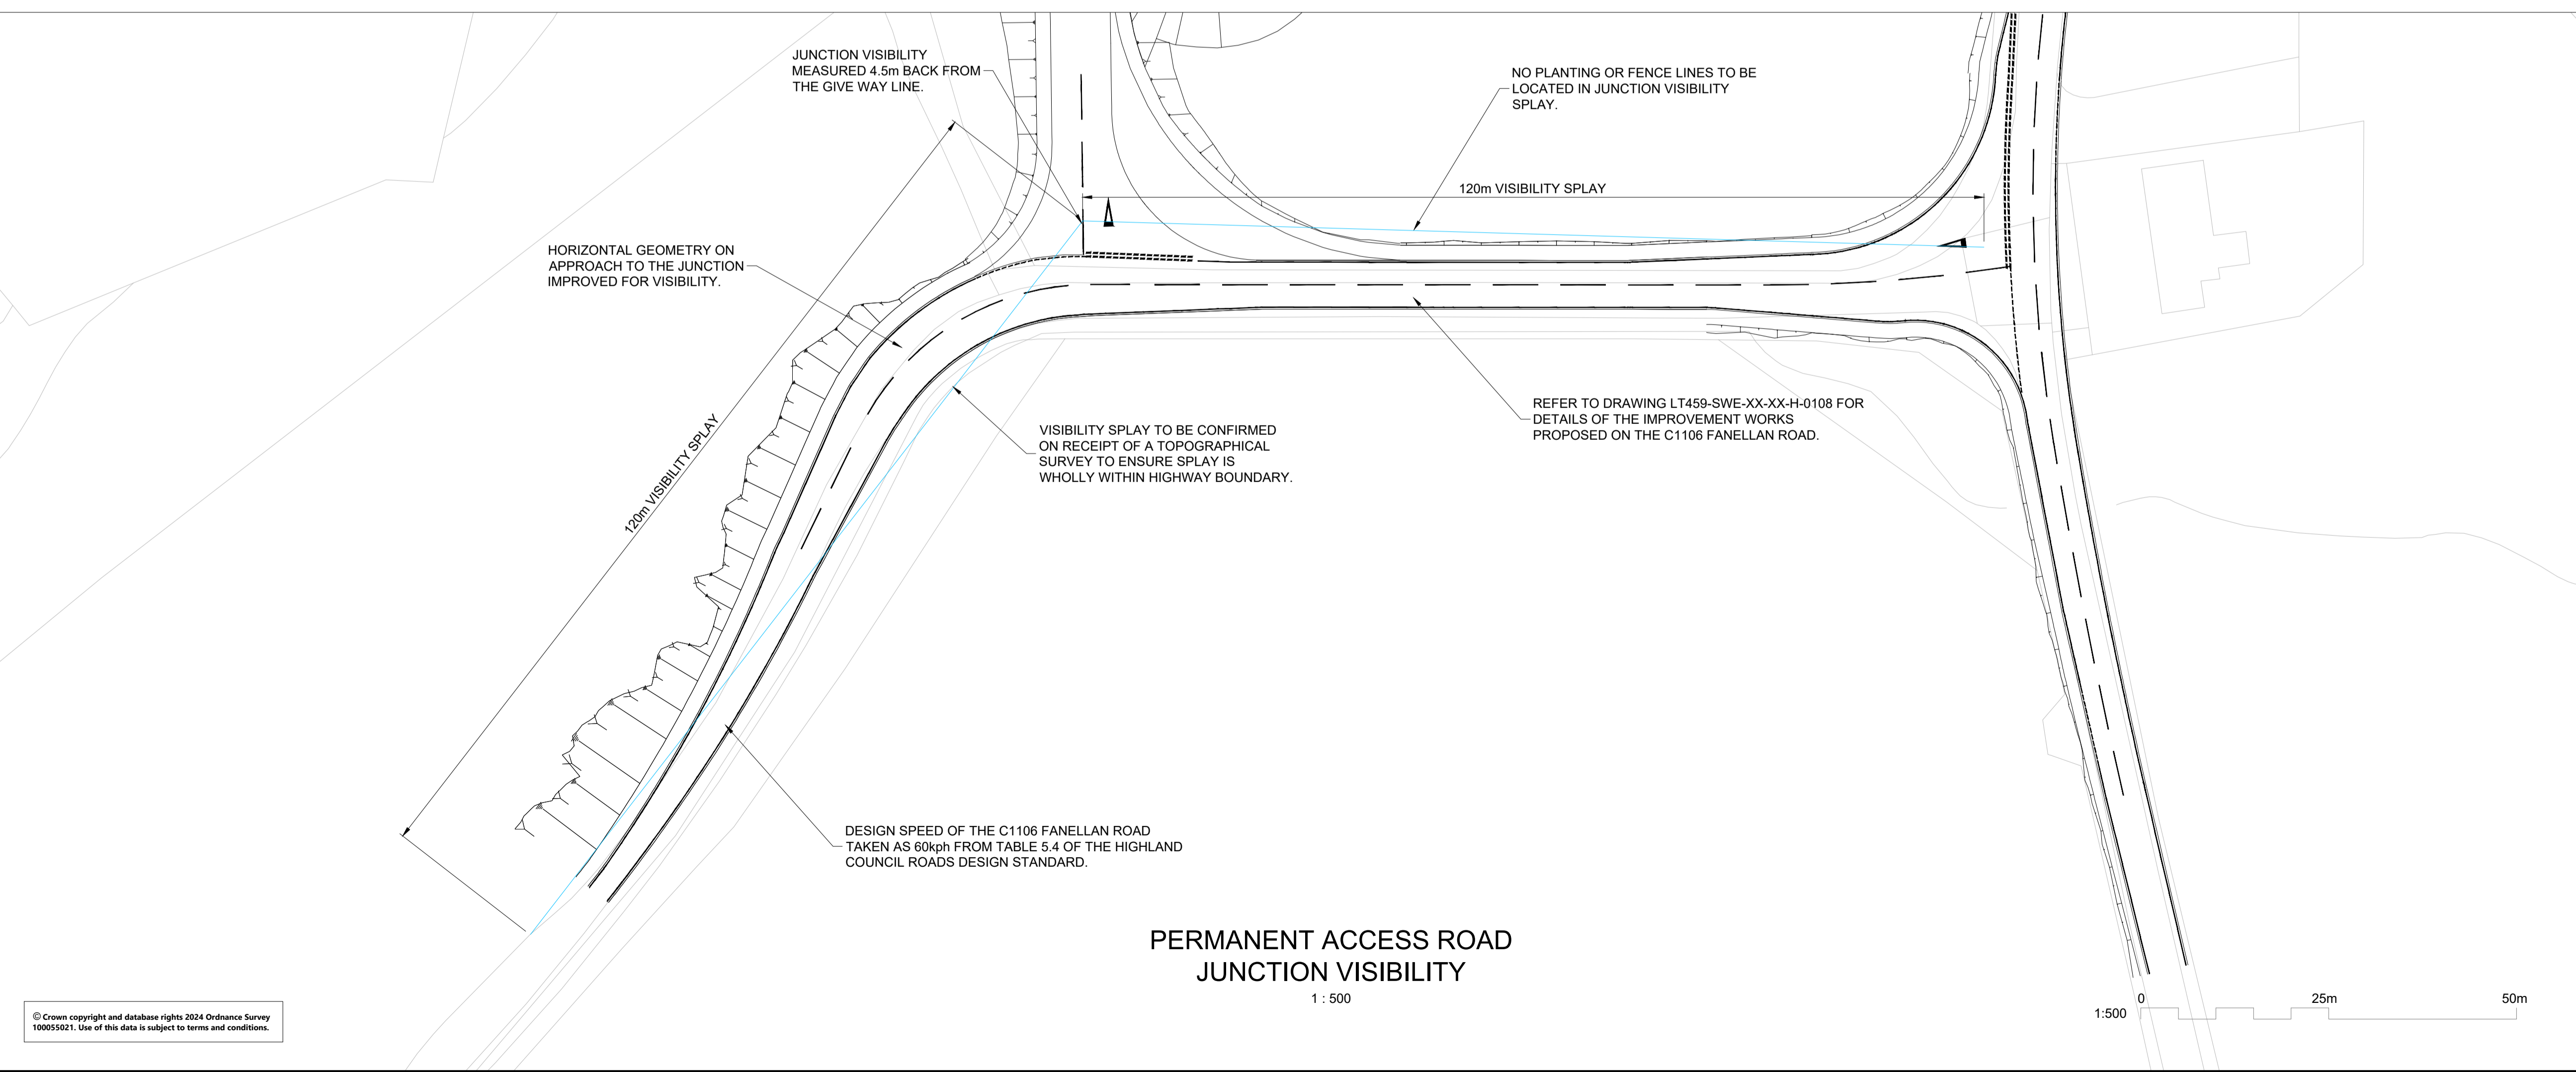 JUNCTION VISIBILITY
MEASURED 4.5m BACK FROM
THE GIVE WAY LINE.
NO PLANTING OR FENCE LINES TO BE
LOCATED IN JUNCTION VISIBILITY
SPLAY.
120m VISIBILITY SPLAY
HORIZONTAL GEOMETRY ON
APPROACH TO THE JUNCTION
IMPROVED FOR VISIBILITY.
120m VISIBILITY SPLAY
VISIBILITY SPLAY TO BE CONFIRMED
ON RECEIPT OF A TOPOGRAPHICAL
SURVEY TO ENSURE SPLAY IS
WHOLLY WITHIN HIGHWAY BOUNDARY.
REFER TO DRAWING LT459-SWE-XX-XX-H-0108 FOR
DETAILS OF THE IMPROVEMENT WORKS
PROPOSED ON THE C1106 FANELLAN ROAD.
DESIGN SPEED OF THE C1106 FANELLAN ROAD
TAKEN AS 60kph FROM TABLE 5.4 OF THE HIGHLAND
COUNCIL ROADS DESIGN STANDARD.
PERMANENT ACCESS ROAD
JUNCTION VISIBILITY
1 : 500
© Crown copyright and database rights 2024 Ordnance Survey
100055021. Use of this data is subject to terms and conditions.
0 25m 50m
1:500